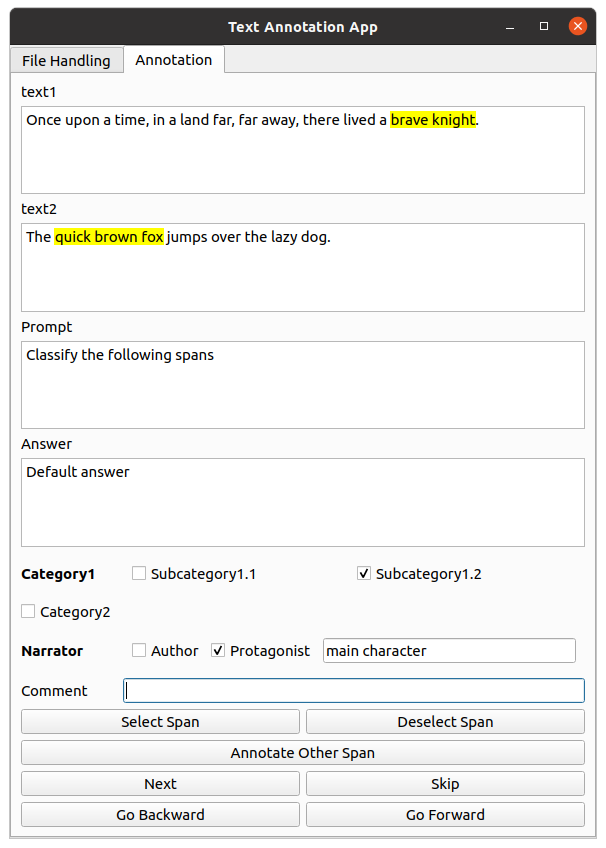 Text Annotation App
File Handling Annotation
text1
Once upon a time, in a land far, far away, there lived a brave knight.
text2
The quick brown fox jumps over the lazy dog.
Prompt
Classify the following spans
Answer
Default answer
Category1 Subcategory1.1 Subcategory1.2
Category2
Narrator Author Protagonist main character
Comment
Select Span Deselect Span
Annotate Other Span
Next Skip
Go Backward Go Forward